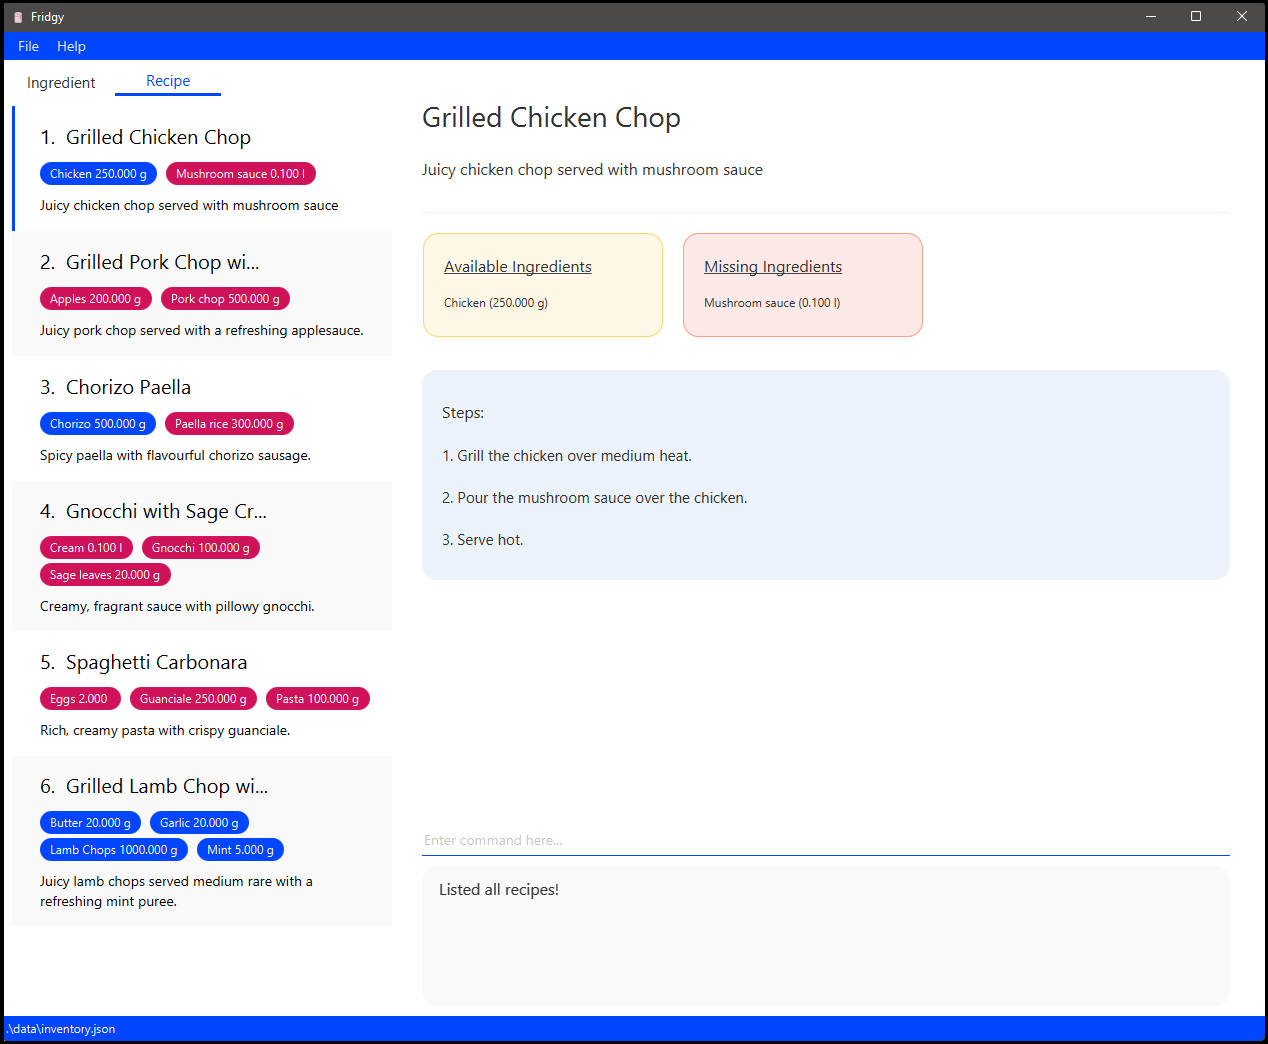 Fridgy
File Help
Ingredient Recipe
1. Grilled Chicken Chop
Chicken 250.000 g Mushroom sauce 0.100 l
Juicy chicken chop served with mushroom sauce
2. Grilled Pork Chop wi...
Apples 200.000 g Pork chop 500.000 g
Juicy pork chop served with a refreshing applesauce.
3. Chorizo Paella
Chorizo 500.000 g Paella rice 300.000 g
Spicy paella with flavourful chorizo sausage.
4. Gnocchi with Sage Cr...
Cream 0.100 l Gnocchi 100.000 g
Sage leaves 20.000 g
Creamy, fragrant sauce with pillowy gnocchi.
5. Spaghetti Carbonara
Eggs 2.000 Guanciale 250.000 g Pasta 100.000 g
Rich, creamy pasta with crispy guanciale.
6. Grilled Lamb Chop wi...
Butter 20.000 g Garlic 20.000 g
Lamb Chops 1000.000 g Mint 5.000 g
Juicy lamb chops served medium rare with a
refreshing mint puree.
Grilled Chicken Chop
Juicy chicken chop served with mushroom sauce
Available Ingredients
Chicken (250.000 g)
Missing Ingredients
Mushroom sauce (0.100 l)
Steps:
1. Grill the chicken over medium heat.
2. Pour the mushroom sauce over the chicken.
3. Serve hot.
Enter command here...
Listed all recipes!
.\data\inventory.json